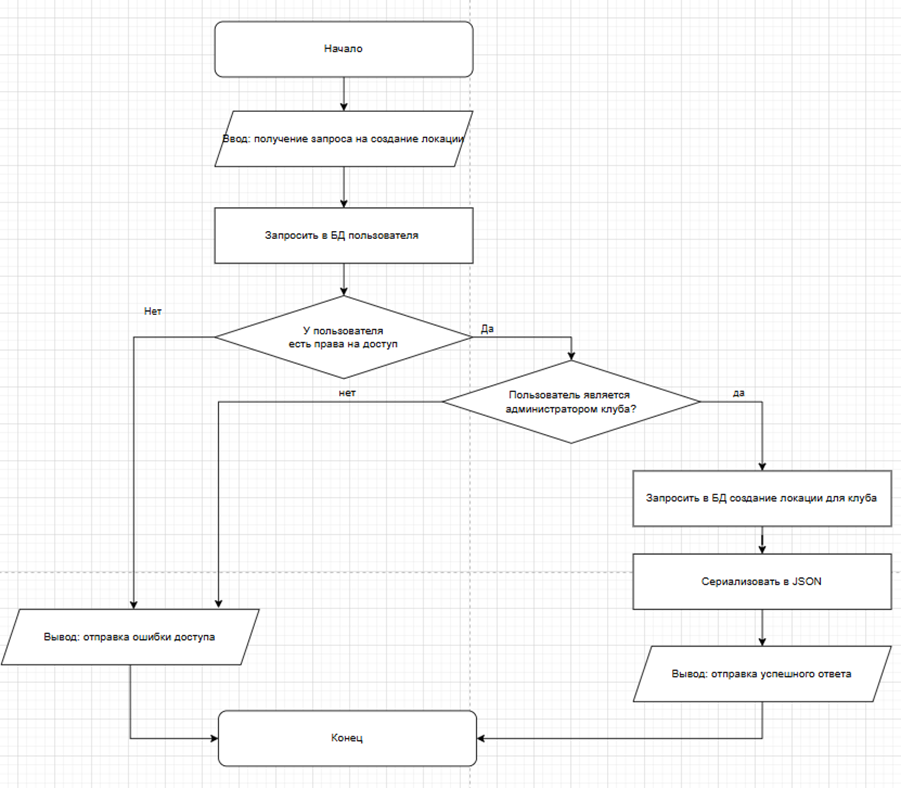 Начало
Ввод: получение запроса на создание локации
Запросить в БД пользователя
Нет
У пользователя
есть права на доступ
Да
нет
Пользователь является
администратором клуба?
да
Запросить в БД создание локации для клуба
Сериализовать в JSON
Вывод: отправка ошибки доступа
Вывод: отправка успешного ответа
Конец